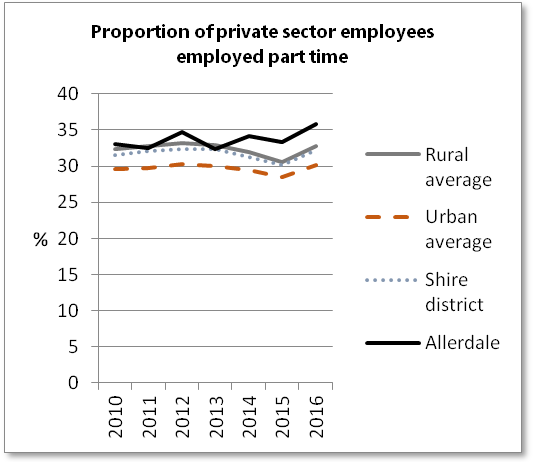 Proportion of private sector employees
employed part time
40
35
30
25
20
15
10
5
0
%
2010
2011
2012
2013
2014
2015
2016
Rural
average
Urban
average
Shire
district
Allerdale